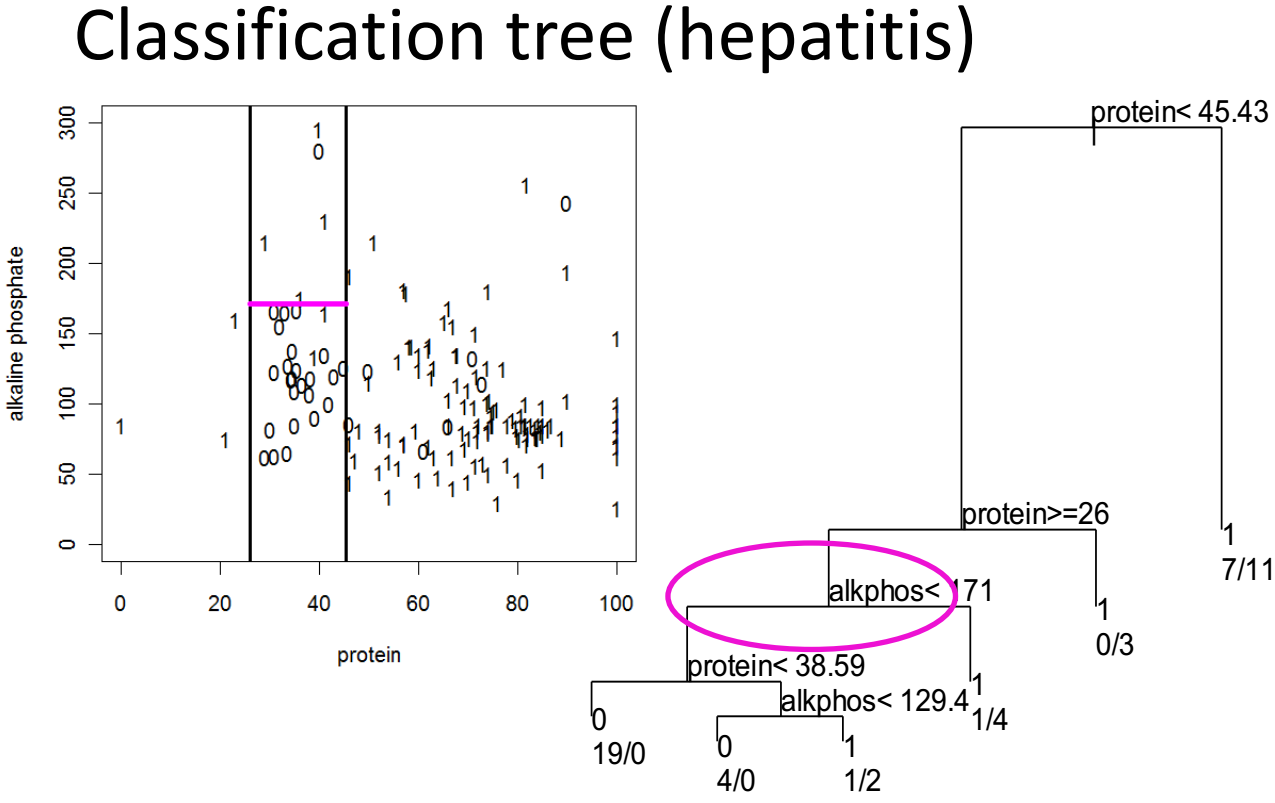 Classification tree (hepatitis)
alkaline phosphate
300
250
200
150
100
50
0
0 20 40 60 80 100
protein
protein< 45.43
protein>=26
1
7/11
alkphos< 171
1
0/3
protein< 38.59
1
1/4
alkphos< 129.4
0
19/0
0
4/0
1
1/2